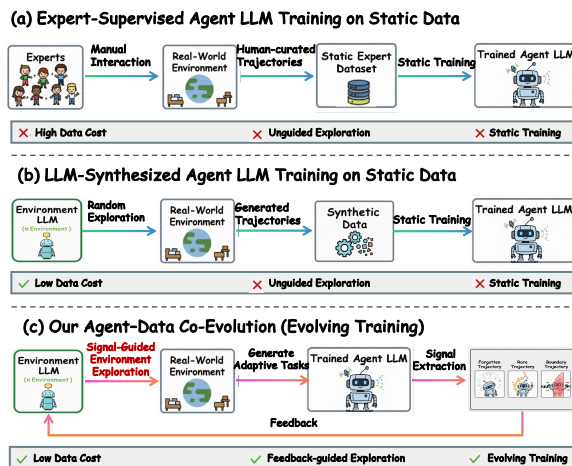 (a) Expert-Supervised Agent LLM Training on Static Data
Experts
Manual
Interaction
Real-World
Environment
Human-curated
Trajectories
Static Expert
Dataset
Static Training
Trained Agent LLM
High Data Cost
Unguided Exploration
Static Training
(b) LLM-Synthesized Agent LLM Training on Static Data
Environment
LLM
(π Environment)
Random
Exploration
Real-World
Environment
Generated
Trajectories
Synthetic
Data
Static Training
Trained Agent LLM
Low Data Cost
Unguided Exploration
Static Training
(c) Our Agent-Data Co-Evolution (Evolving Training)
Environment
LLM
(π Environment)
Signal-Guided
Environment
Exploration
Real-World
Environment
Generate
Adaptive Tasks
Trained Agent LLM
Signal
Extraction
Forgotten
Trajectory
Rare
Trajectory
Boundary
Trajectory
Feedback
Low Data Cost
Feedback-guided Exploration
Evolving Training